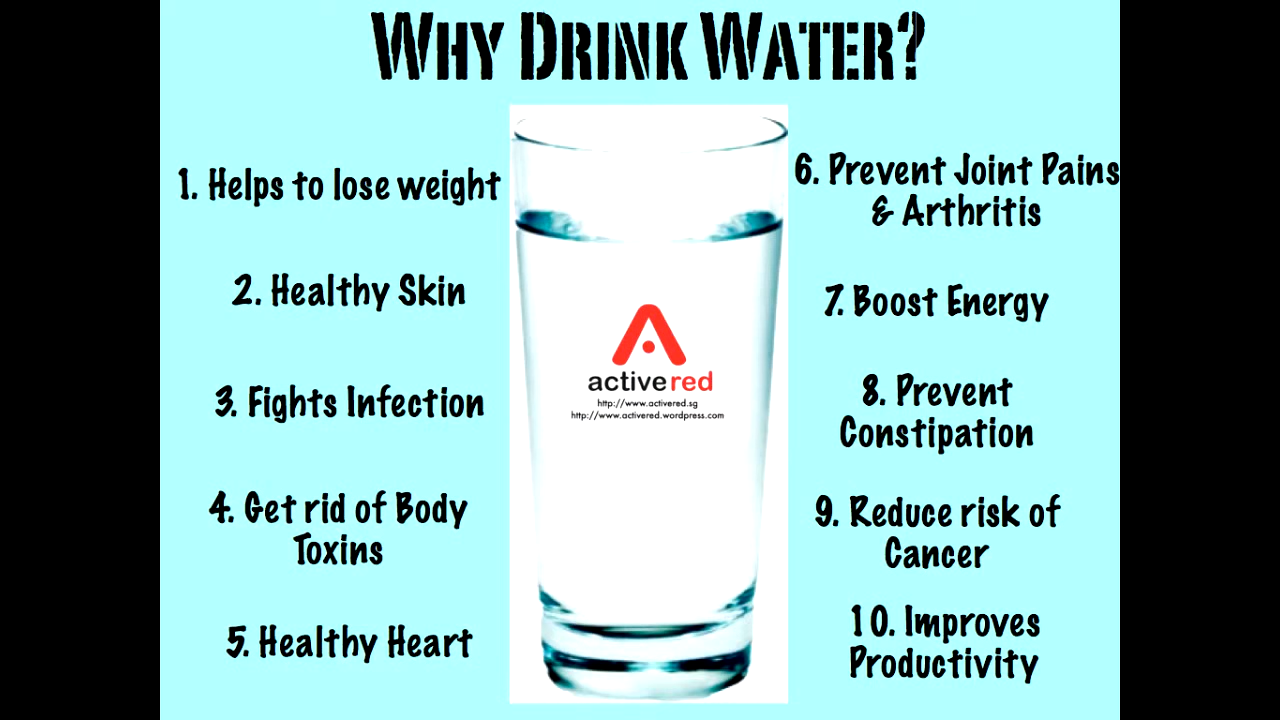 WHY DRINK WATER?
1. Helps to lose weight
2. Healthy Skin
3. Fights Infection
4. Get rid of Body
Toxins
5. Healthy Heart
activered
http://www.activered.sg
http://www.activered.wordpress.com
6. Prevent Joint Pains
& Arthritis
7. Boost Energy
8. Prevent
Constipation
9. Reduce risk of
Cancer
10. Improves
Productivity